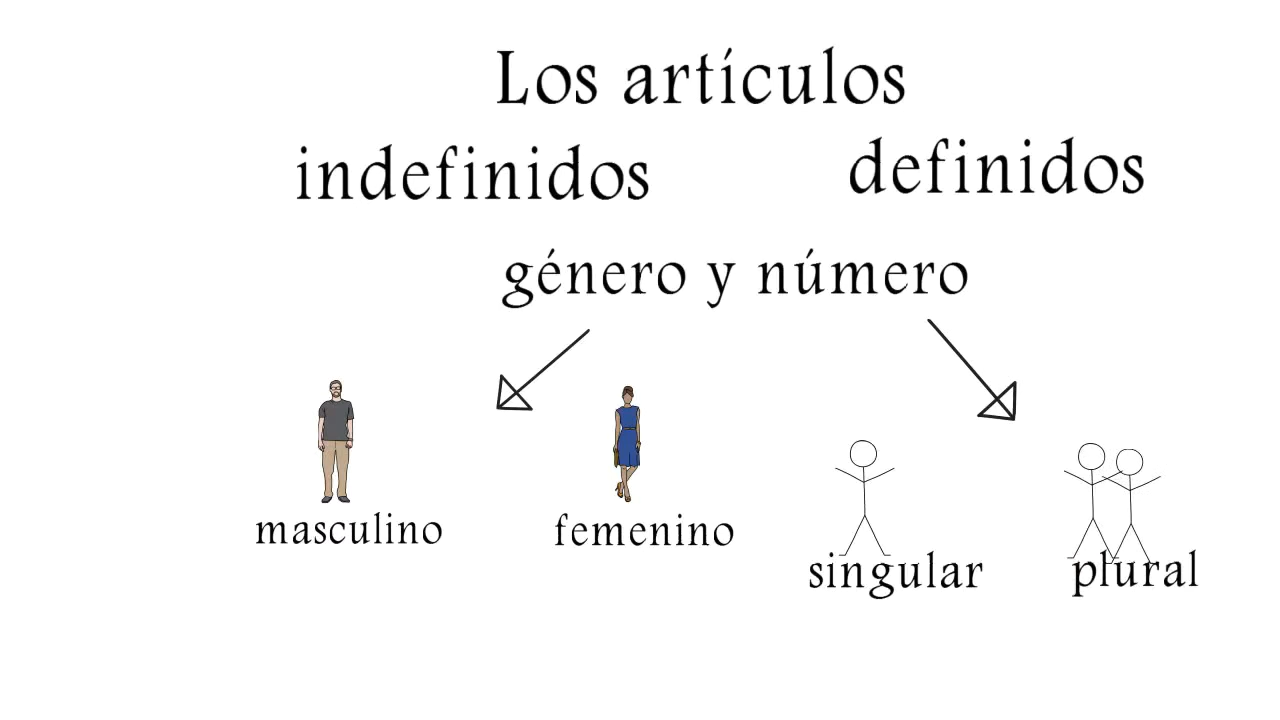 Los artículos
indefinidos definidos
género y número
masculino femenino
singular plural